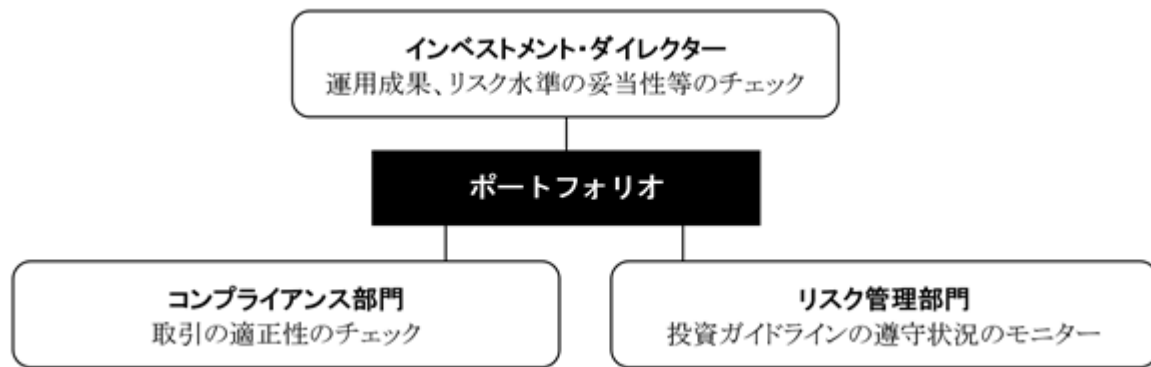 インベストメント・ダイレクター
運用成果、リスク水準の妥当性等のチェック
ポートフォリオ
コンプライアンス部門
取引の適正性のチェック
リスク管理部門
投資ガイドラインの遵守状況のモニター